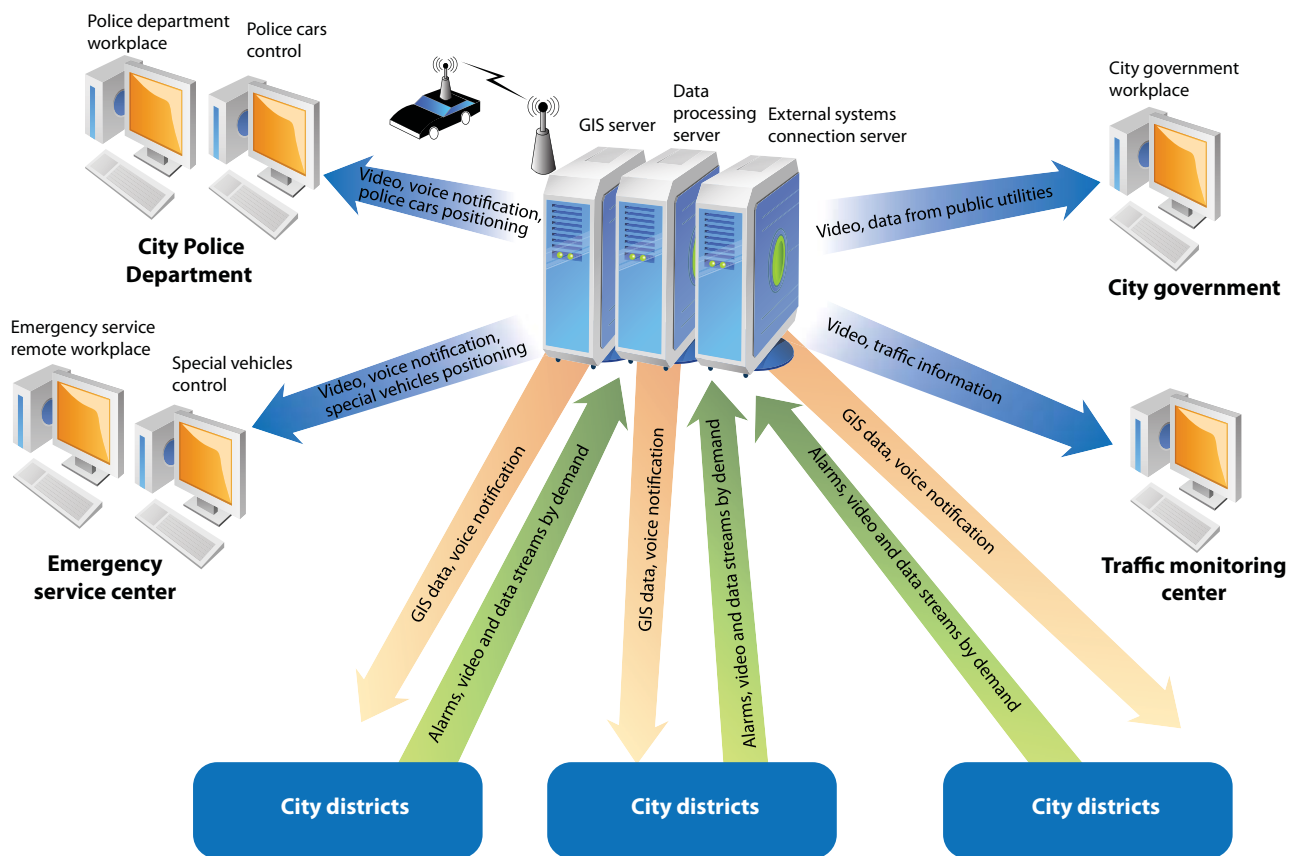 Police department
workplace
Police cars
control
GIS server
Data
processing
server
External systems
connection server
City government
workplace
Video, voice notification,
police cars positioning
Video, data from public utilities
City Police
Department
City government
Emergency service
remote workplace
Special vehicles
control
Video, voice notification,
special vehicles positioning
Video, traffic information
Emergency
service center
Traffic monitoring
center
GIS data, voice notification
Alarms, video and data streams by demand
GIS data, voice notification
Alarms, video and data streams by demand
Alarms, video and data streams by demand
GIS data, voice notification
City districts
City districts
City districts